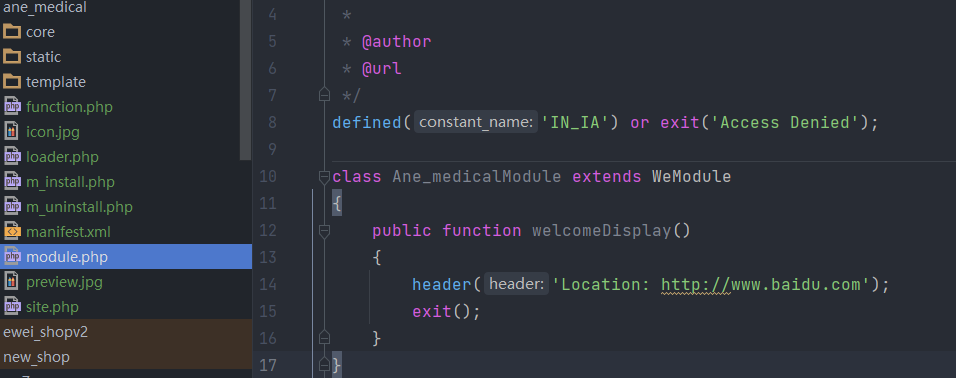 ane_medical
core
static
template
function.php
icon.jpg
loader.php
m_install.php
m_uninstall.php
manifest.xml
module.php
preview.jpg
site.php
ewei_shopv2
new_shop
4 *
5 * @author
6 * @url
7 */
8 defined( constant_name: 'IN_IA') or exit('Access Denied');
9
10 class Ane_medicalModule extends WeModule
11 {
12 public function welcomeDisplay()
13 {
14 header( header: 'Location: http://www.baidu.com');
15 exit();
16 }
17 }